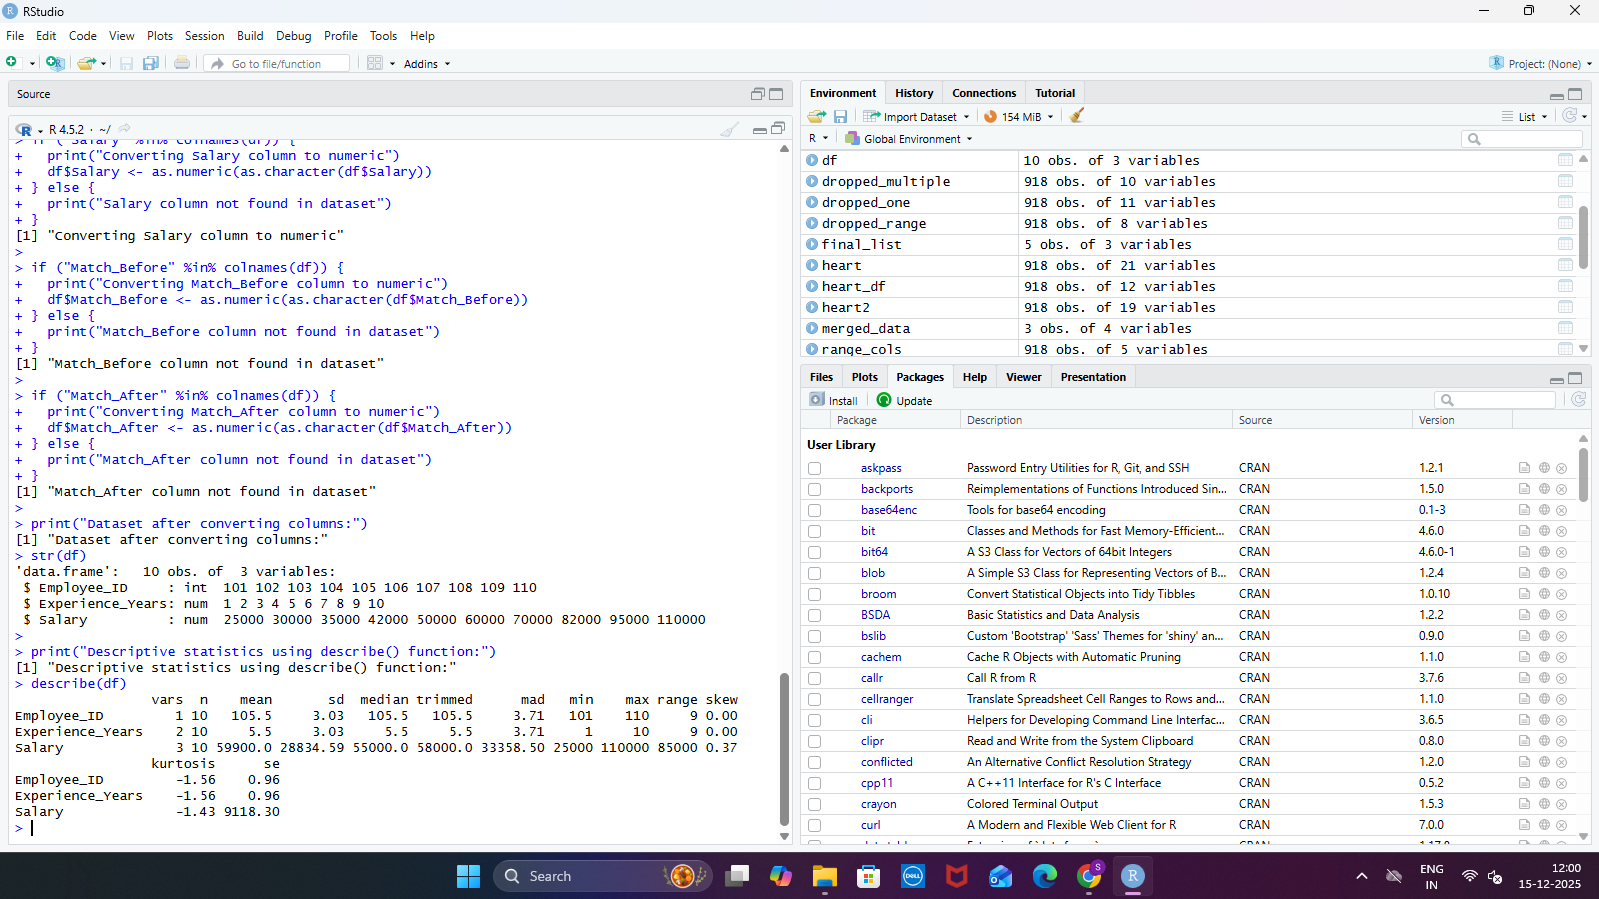 RStudio
File Edit Code View Plots Session Build Debug Profile Tools Help
Go to file/function Addins Project: (None)
Source
R 4.5.2 · ~/
> if ("Salary" %in% colnames(df)) {
+   print("Converting Salary column to numeric")
+   df$Salary <- as.numeric(as.character(df$Salary))
+ } else {
+   print("Salary column not found in dataset")
+ }
[1] "Converting Salary column to numeric"
>
> if ("Match_Before" %in% colnames(df)) {
+   print("Converting Match_Before column to numeric")
+   df$Match_Before <- as.numeric(as.character(df$Match_Before))
+ } else {
+   print("Match_Before column not found in dataset")
+ }
[1] "Match_Before column not found in dataset"
>
> if ("Match_After" %in% colnames(df)) {
+   print("Converting Match_After column to numeric")
+   df$Match_After <- as.numeric(as.character(df$Match_After))
+ } else {
+   print("Match_After column not found in dataset")
+ }
[1] "Match_After column not found in dataset"
>
> print("Dataset after converting columns:")
[1] "Dataset after converting columns:"
> str(df)
'data.frame':   10 obs. of  3 variables:
 $ Employee_ID     : int  101 102 103 104 105 106 107 108 109 110
 $ Experience_Years: num  1 2 3 4 5 6 7 8 9 10
 $ Salary          : num  25000 30000 35000 42000 50000 60000 70000 82000 95000 110000
>
> print("Descriptive statistics using describe() function:")
[1] "Descriptive statistics using describe() function:"
> describe(df)
                 vars  n    mean       sd  median trimmed      mad   min    max range skew
Employee_ID         1 10   105.5     3.03   105.5   105.5     3.71   101    110     9 0.00
Experience_Years    2 10     5.5     3.03     5.5     5.5     3.71     1     10     9 0.00
Salary              3 10 59900.0 28834.59 55000.0 58000.0 33358.50 25000 110000 85000 0.37
                 kurtosis      se
Employee_ID         -1.56    0.96
Experience_Years    -1.56    0.96
Salary              -1.43 9118.30
>
Environment History Connections Tutorial
Import Dataset 154 MiB List
R Global Environment
df 10 obs. of 3 variables
dropped_multiple 918 obs. of 10 variables
dropped_one 918 obs. of 11 variables
dropped_range 918 obs. of 8 variables
final_list 5 obs. of 3 variables
heart 918 obs. of 21 variables
heart_df 918 obs. of 12 variables
heart2 918 obs. of 19 variables
merged_data 3 obs. of 4 variables
range_cols 918 obs. of 5 variables
Files Plots Packages Help Viewer Presentation
Install Update
Package Description Source Version
User Library
askpass Password Entry Utilities for R, Git, and SSH CRAN 1.2.1
backports Reimplementations of Functions Introduced Sin... CRAN 1.5.0
base64enc Tools for base64 encoding CRAN 0.1-3
bit Classes and Methods for Fast Memory-Efficient... CRAN 4.6.0
bit64 A S3 Class for Vectors of 64bit Integers CRAN 4.6.0-1
blob A Simple S3 Class for Representing Vectors of B... CRAN 1.2.4
broom Convert Statistical Objects into Tidy Tibbles CRAN 1.0.10
BSDA Basic Statistics and Data Analysis CRAN 1.2.2
bslib Custom 'Bootstrap' 'Sass' Themes for 'shiny' an... CRAN 0.9.0
cachem Cache R Objects with Automatic Pruning CRAN 1.1.0
callr Call R from R CRAN 3.7.6
cellranger Translate Spreadsheet Cell Ranges to Rows and... CRAN 1.1.0
cli Helpers for Developing Command Line Interfac... CRAN 3.6.5
clipr Read and Write from the System Clipboard CRAN 0.8.0
conflicted An Alternative Conflict Resolution Strategy CRAN 1.2.0
cpp11 A C++11 Interface for R's C Interface CRAN 0.5.2
crayon Colored Terminal Output CRAN 1.5.3
curl A Modern and Flexible Web Client for R CRAN 7.0.0
Search DELL S R ENG 12:00
IN 15-12-2025